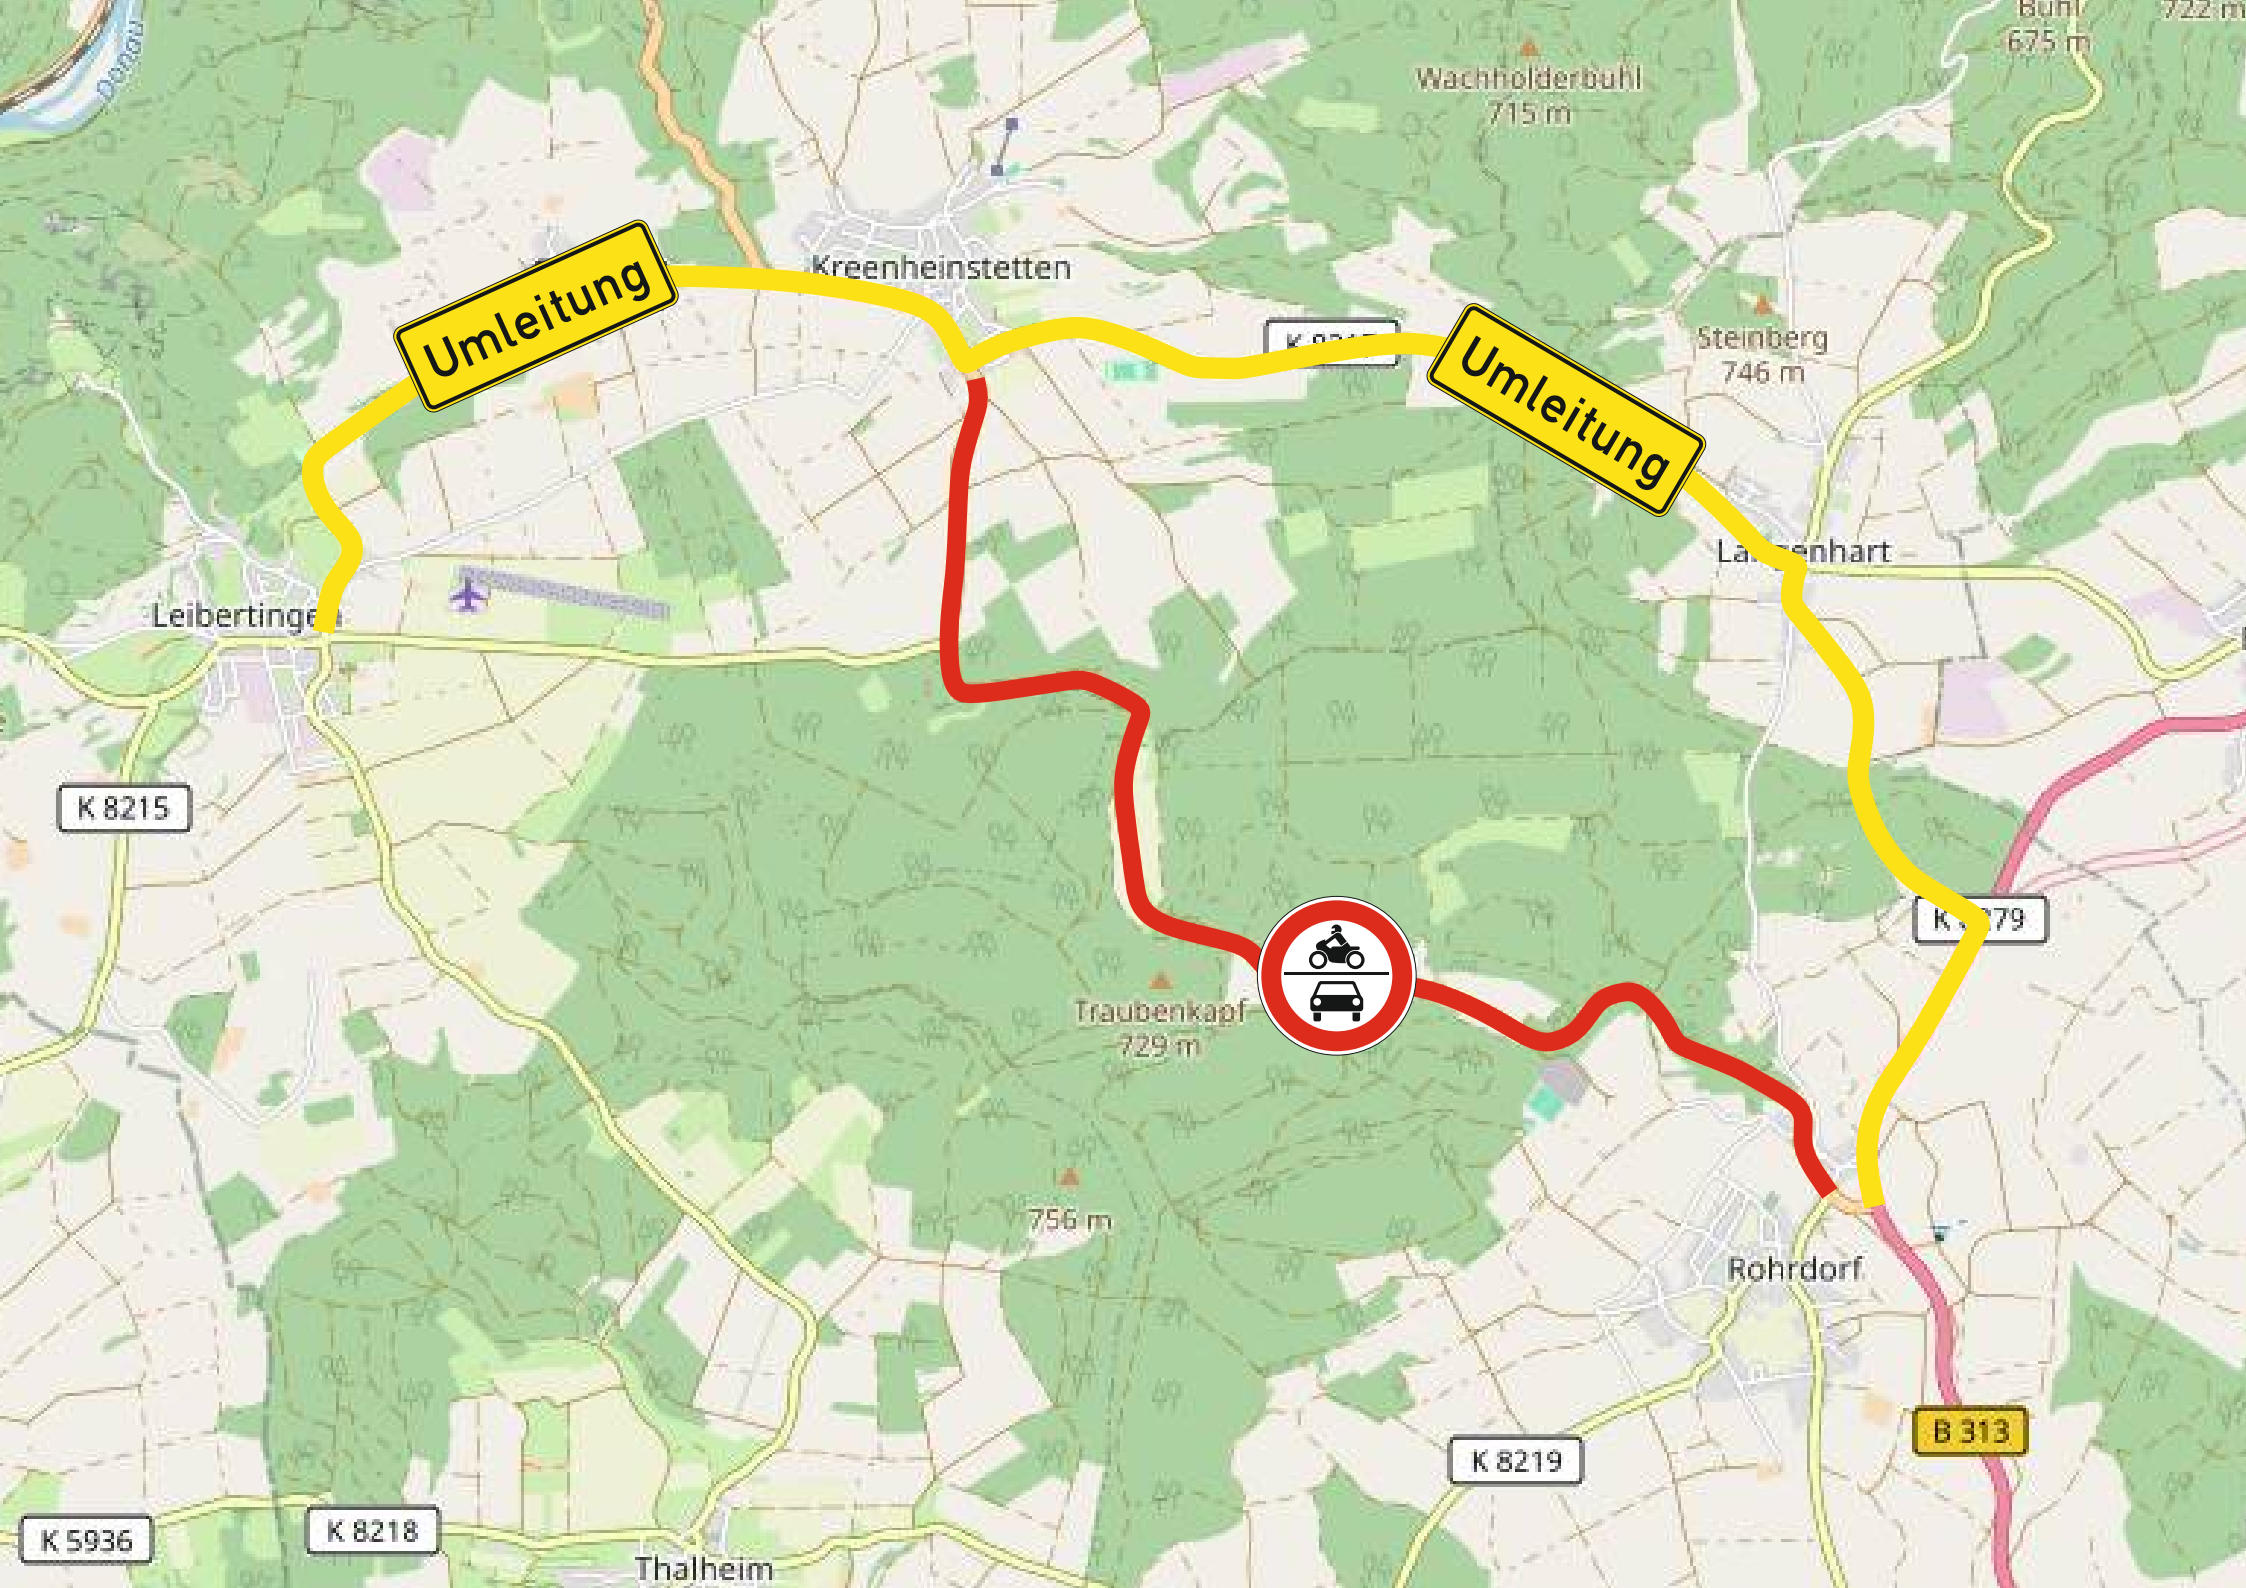 Donau
Bühl
675 m
722 m
Wachholderbühl
715 m
Kreenheinstetten
Umleitung
Umleitung
Steinberg
746 m
Leibertingen
K 8215
Traubenkapf
729 m
756 m
Rohrdorf
K 8219
B 313
K 5936
K 8218
Thalheim